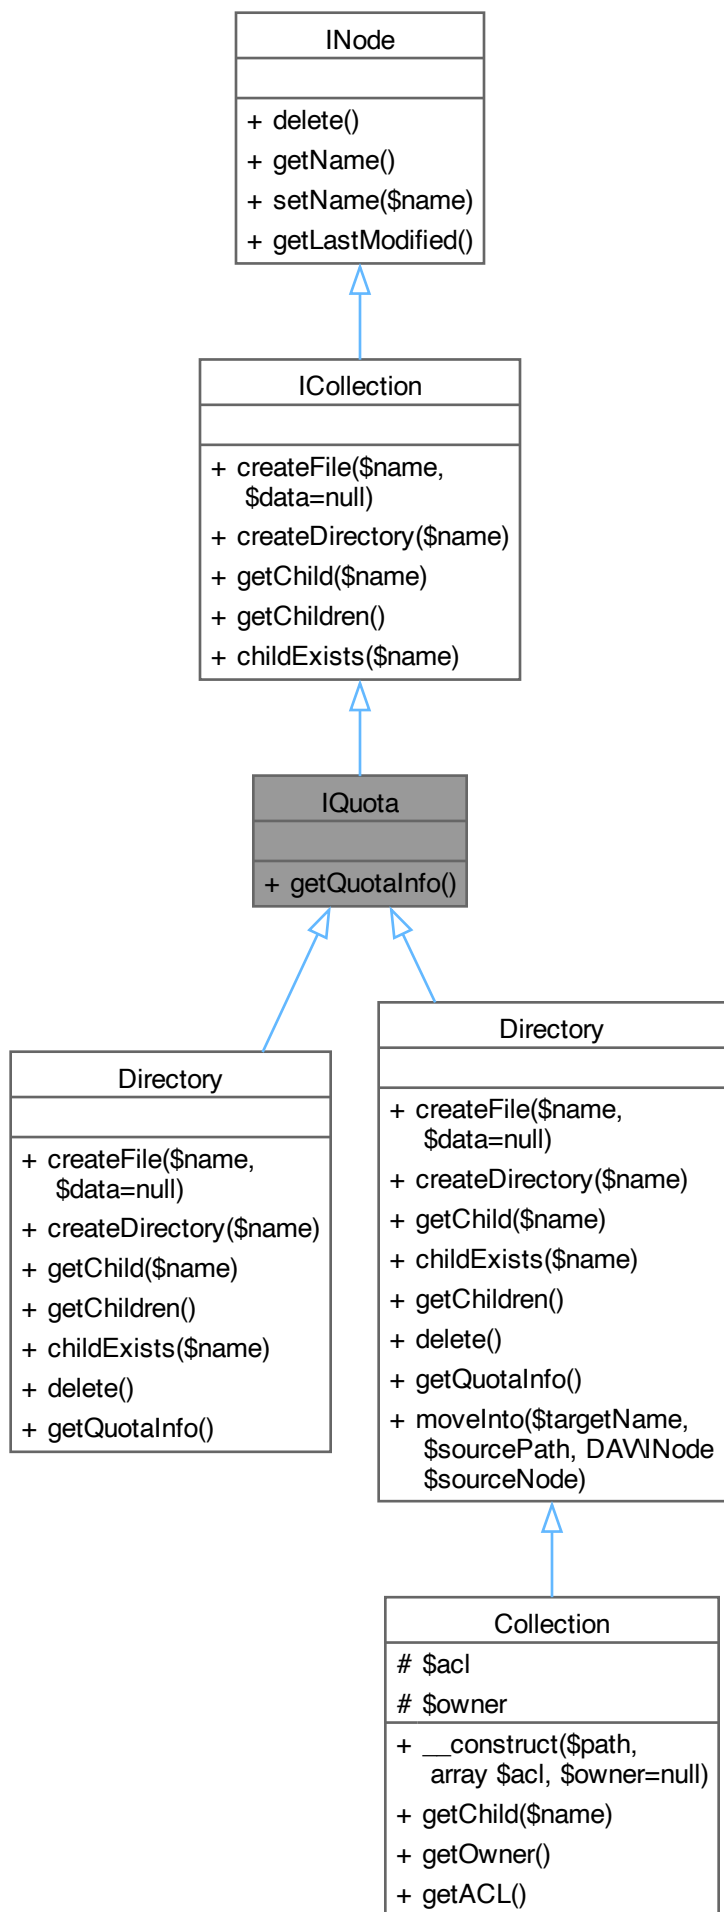 INode
+ delete()
+ getName()
+ setName($name)
+ getLastModified()
ICollection
+ createFile($name,
$data=null)
+ createDirectory($name)
+ getChild($name)
+ getChildren()
+ childExists($name)
IQuota
+ getQuotaInfo()
Directory
+ createFile($name,
$data=null)
+ createDirectory($name)
+ getChild($name)
+ getChildren()
+ childExists($name)
+ delete()
+ getQuotaInfo()
Directory
+ createFile($name,
$data=null)
+ createDirectory($name)
+ getChild($name)
+ childExists($name)
+ getChildren()
+ delete()
+ getQuotaInfo()
+ moveInto($targetName,
$sourcePath, DAV\INode
$sourceNode)
Collection
# $acl
# $owner
+ __construct($path,
array $acl, $owner=null)
+ getChild($name)
+ getOwner()
+ getACL()